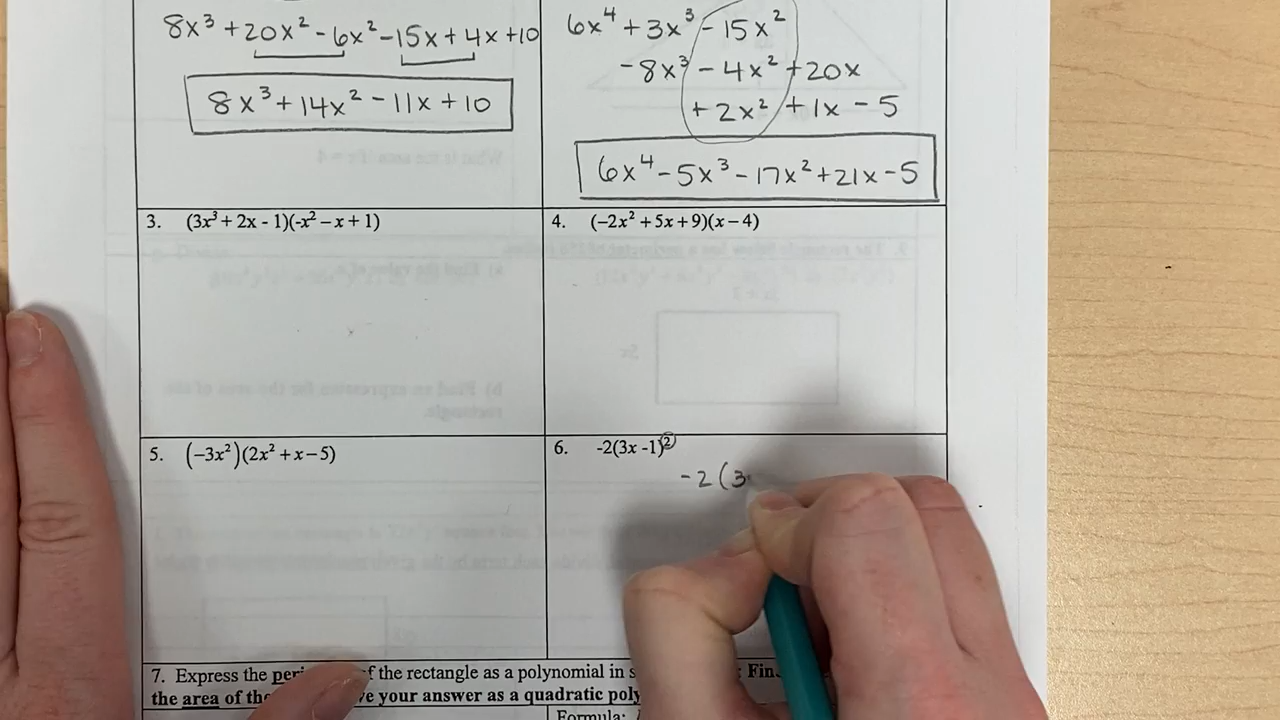 8x³ + 20x² - 6x² - 15x + 4x + 10
8x³ + 14x² - 11x + 10
6x⁴ + 3x³ - 15x²
-8x³ - 4x² + 20x
+ 2x² + 1x - 5
6x⁴ - 5x³ - 17x² + 21x - 5
3. (3x³ + 2x - 1)(-x² – x + 1)
4. (–2x² + 5x + 9)(x – 4)
5. (–3x²)(2x² + x – 5)
6. -2(3x -1)²
-2(3
7. Express the of the rectangle as a polynomial in
the area of your answer as a quadratic
Formula: